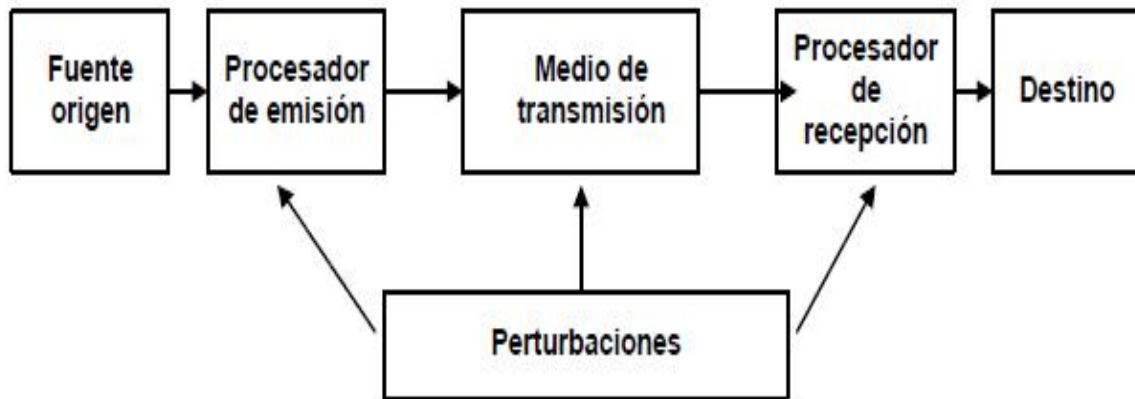 Fuente
origen
Procesador
de emisión
Medio de
transmisión
Procesador
de
recepción
Destino
Perturbaciones